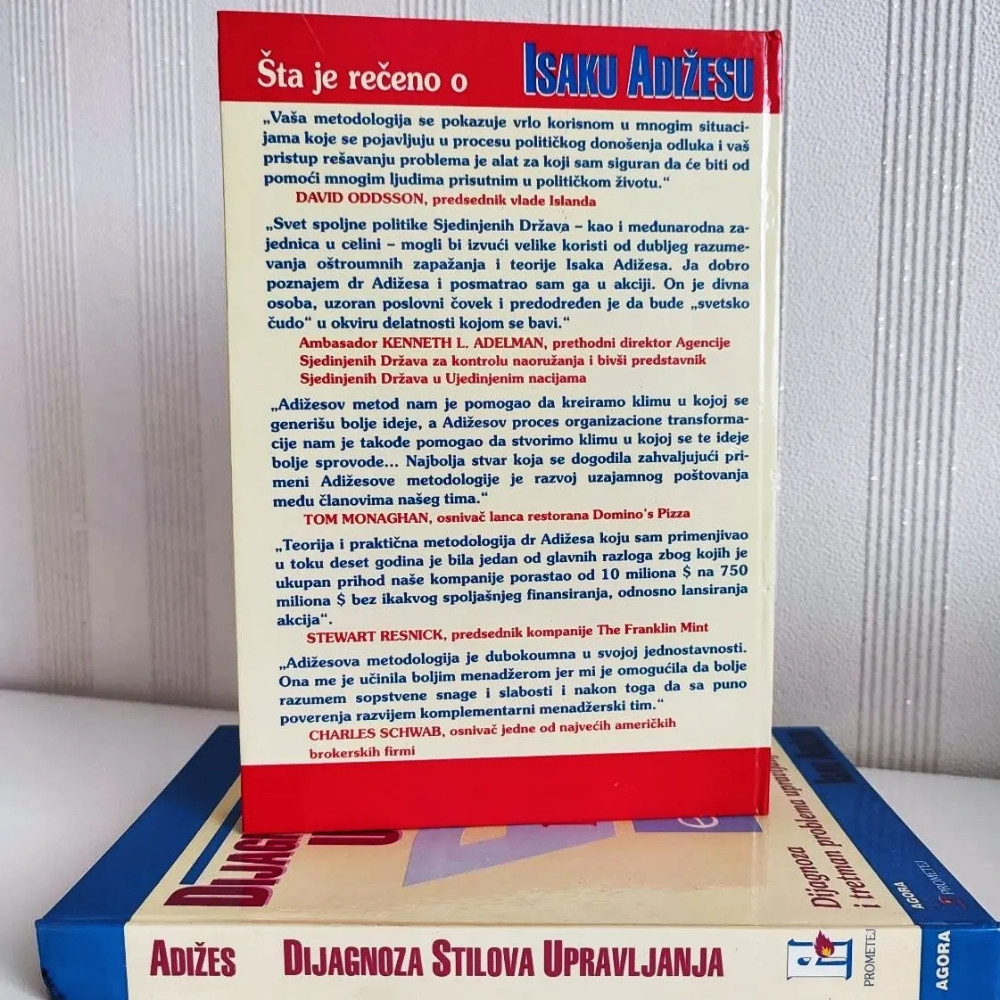 Šta je rečeno o ISAKU ADIŽESU
„Vaša metodologija se pokazuje vrlo korisnom u mnogim situaci-
jama koje se pojavljuju u procesu političkog donošenja odluka i vaš
pristup rešavanju problema je alat za koji sam siguran da će biti od
pomoći mnogim ljudima prisutnim u političkom životu.“
DAVID ODDSSON, predsednik vlade Islanda
„Svet spoljne politike Sjedinjenih Država – kao i međunarodna za-
jednica u celini – mogli bi izvući velike koristi od dubljeg razume-
vanja oštroumnih zapažanja i teorije Isaka Adižesa. Ja dobro
poznajem dr Adižesa i posmatrao sam ga u akciji. On je divna
osoba, uzoran poslovni čovek i predodređen je da bude „svetsko
čudo“ u okviru delatnosti kojom se bavi.“
Ambasador KENNETH L. ADELMAN, prethodni direktor Agencije
Sjedinjenih Država za kontrolu naoružanja i bivši predstavnik
Sjedinjenih Država u Ujedinjenim nacijama
„Adižesov metod nam je pomogao da kreiramo klimu u kojoj se
generišu bolje ideje, a Adižesov proces organizacione transforma-
cije nam je takođe pomogao da stvorimo klimu u kojoj se te ideje
bolje sprovode... Najbolja stvar koja se dogodila zahvaljujući pri-
meni Adižesove metodologije je razvoj uzajamnog poštovanja
među članovima našeg tima.“
TOM MONAGHAN, osnivač lanca restorana Domino's Pizza
„Teorija i praktična metodologija dr Adižesa koju sam primenjivao
u toku deset godina je bila jedan od glavnih razloga zbog kojih je
ukupan prihod naše kompanije porastao od 10 miliona $ na 750
miliona $ bez ikakvog spoljašnjeg finansiranja, odnosno lansiranja
akcija“.
STEWART RESNICK, predsednik kompanije The Franklin Mint
„Adižesova metodologija je dubokoumna u svojoj jednostavnosti.
Ona me je učinila boljim menadžerom jer mi je omogućila da bolje
razumem sopstvene snage i slabosti i nakon toga da sa puno
poverenja razvijem komplementarni menadžerski tim.“
CHARLES SCHWAB, osnivač jedne od najvećih američkih
brokerskih firmi
Dijagnoza
i tretman problema upravljanja
AGORA
PROMETEJ
ADIŽES DIJAGNOZA STILOVA UPRAVLJANJA
PROMETEJ
AGORA